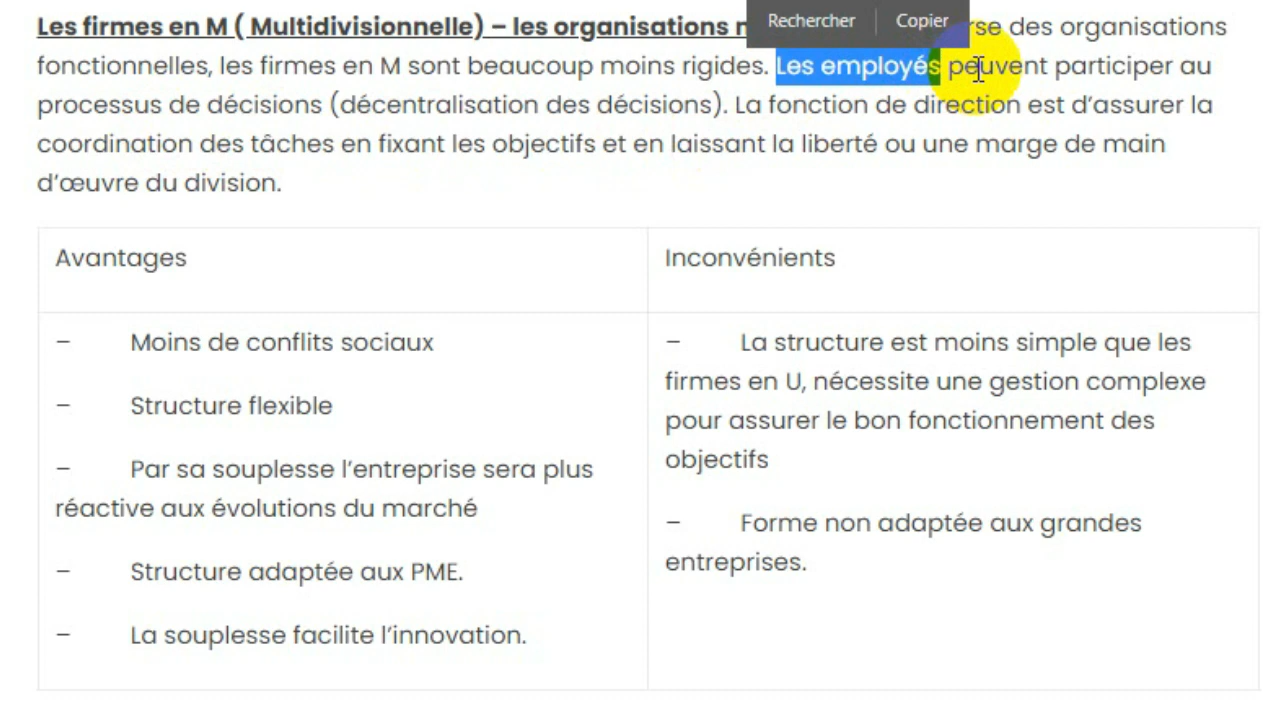 Les firmes en M ( Multidivisionnelle) – les organisations
Rechercher Copier
des organisations
fonctionnelles, les firmes en M sont beaucoup moins rigides. Les employés peuvent participer au
processus de décisions (décentralisation des décisions). La fonction de direction est d’assurer la
coordination des tâches en fixant les objectifs et en laissant la liberté ou une marge de main
d’œuvre du division.
Avantages
– Moins de conflits sociaux
– Structure flexible
– Par sa souplesse l’entreprise sera plus
réactive aux évolutions du marché
– Structure adaptée aux PME.
– La souplesse facilite l’innovation.
Inconvénients
– La structure est moins simple que les
firmes en U, nécessite une gestion complexe
pour assurer le bon fonctionnement des
objectifs
– Forme non adaptée aux grandes
entreprises.